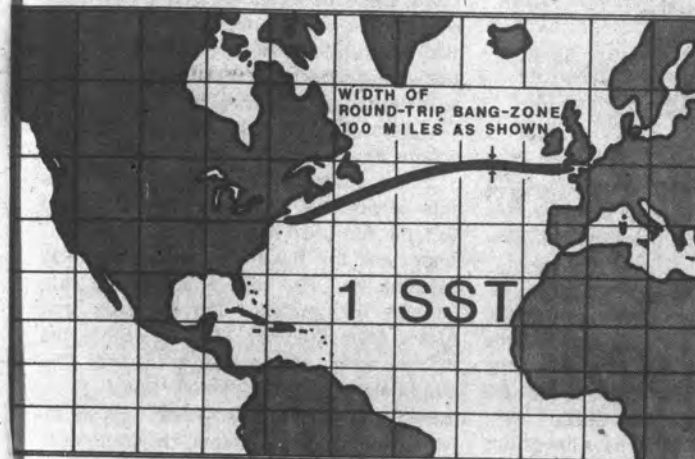 WIDTH OF
ROUND-TRIP BANG-ZONE
100 MILES AS SHOWN
1 SST